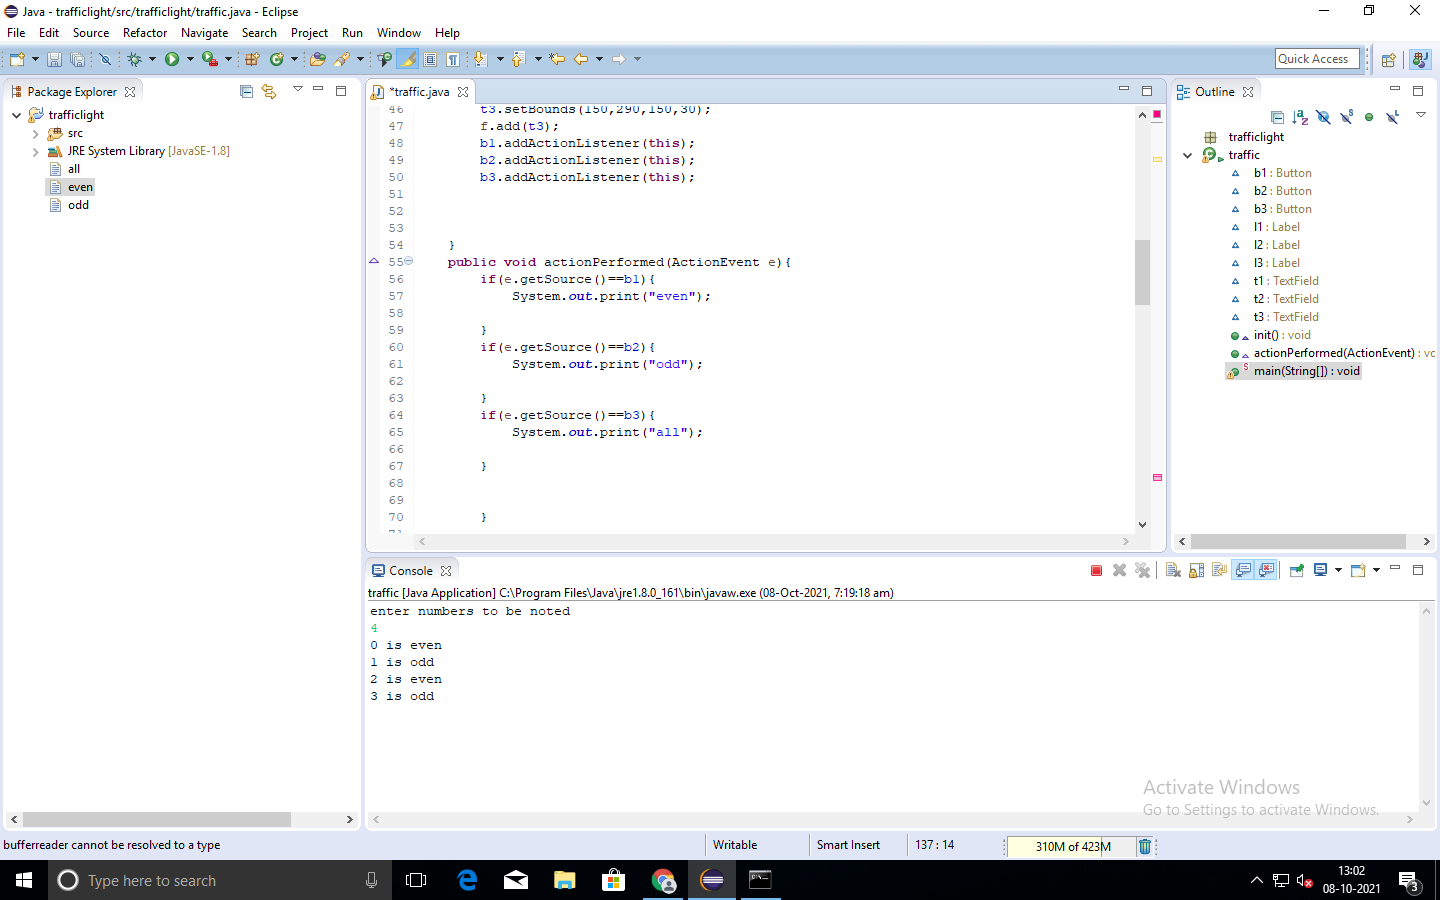 Java - trafficlight/src/trafficlight/traffic.java - Eclipse
File Edit Source Refactor Navigate Search Project Run Window Help
Quick Access
Package Explorer
trafficlight
src
JRE System Library [JavaSE-1.8]
all
even
odd
*traffic.java
46 t3.setBounds(150,290,150,30);
47 f.add(t3);
48 b1.addActionListener(this);
49 b2.addActionListener(this);
50 b3.addActionListener(this);
51
52
53
54 }
55 public void actionPerformed(ActionEvent e){
56 if(e.getSource()==b1){
57 System.out.print("even");
58
59 }
60 if(e.getSource()==b2){
61 System.out.print("odd");
62
63 }
64 if(e.getSource()==b3){
65 System.out.print("all");
66
67 }
68
69
70 }
71
Outline
trafficlight
traffic
b1 : Button
b2 : Button
b3 : Button
l1 : Label
l2 : Label
l3 : Label
t1 : TextField
t2 : TextField
t3 : TextField
init() : void
actionPerformed(ActionEvent) : vo
main(String[]) : void
Console
traffic [Java Application] C:\Program Files\Java\jre1.8.0_161\bin\javaw.exe (08-Oct-2021, 7:19:18 am)
enter numbers to be noted
4
0 is even
1 is odd
2 is even
3 is odd
Activate Windows
Go to Settings to activate Windows.
bufferreader cannot be resolved to a type
Writable
Smart Insert
137 : 14
310M of 423M
Type here to search
13:02
08-10-2021
3